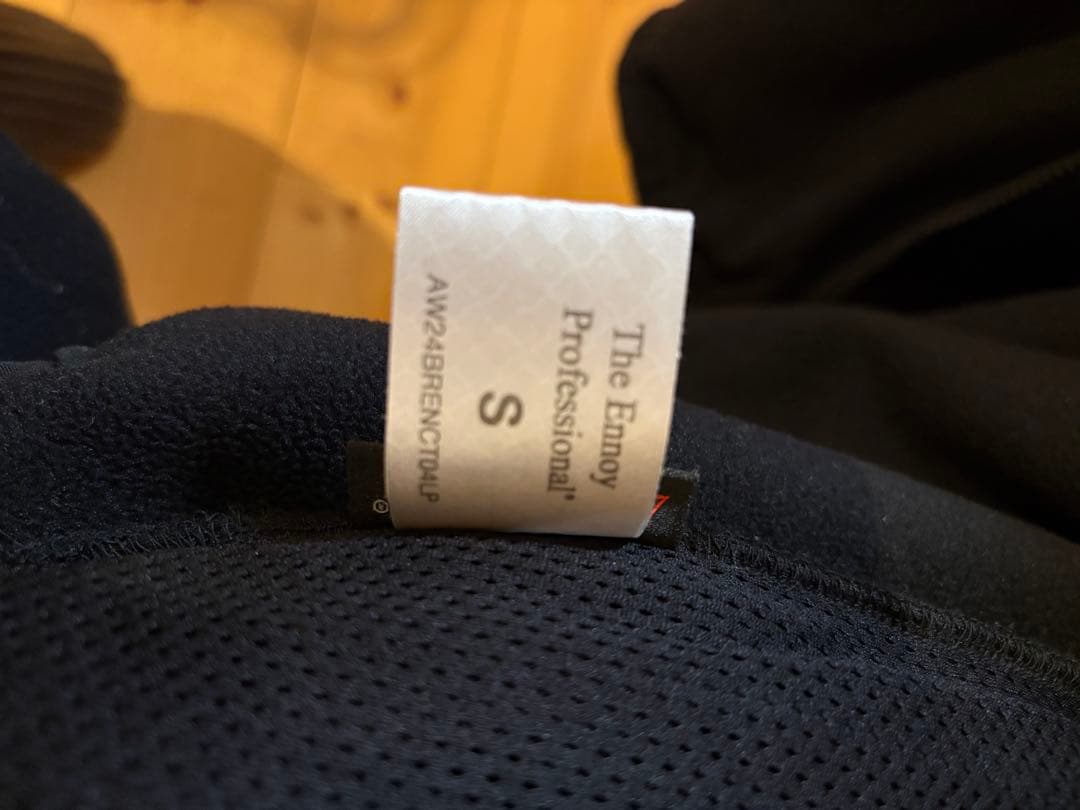 The Ennoy
Professional®
S
AW24BRENCT04LP
®